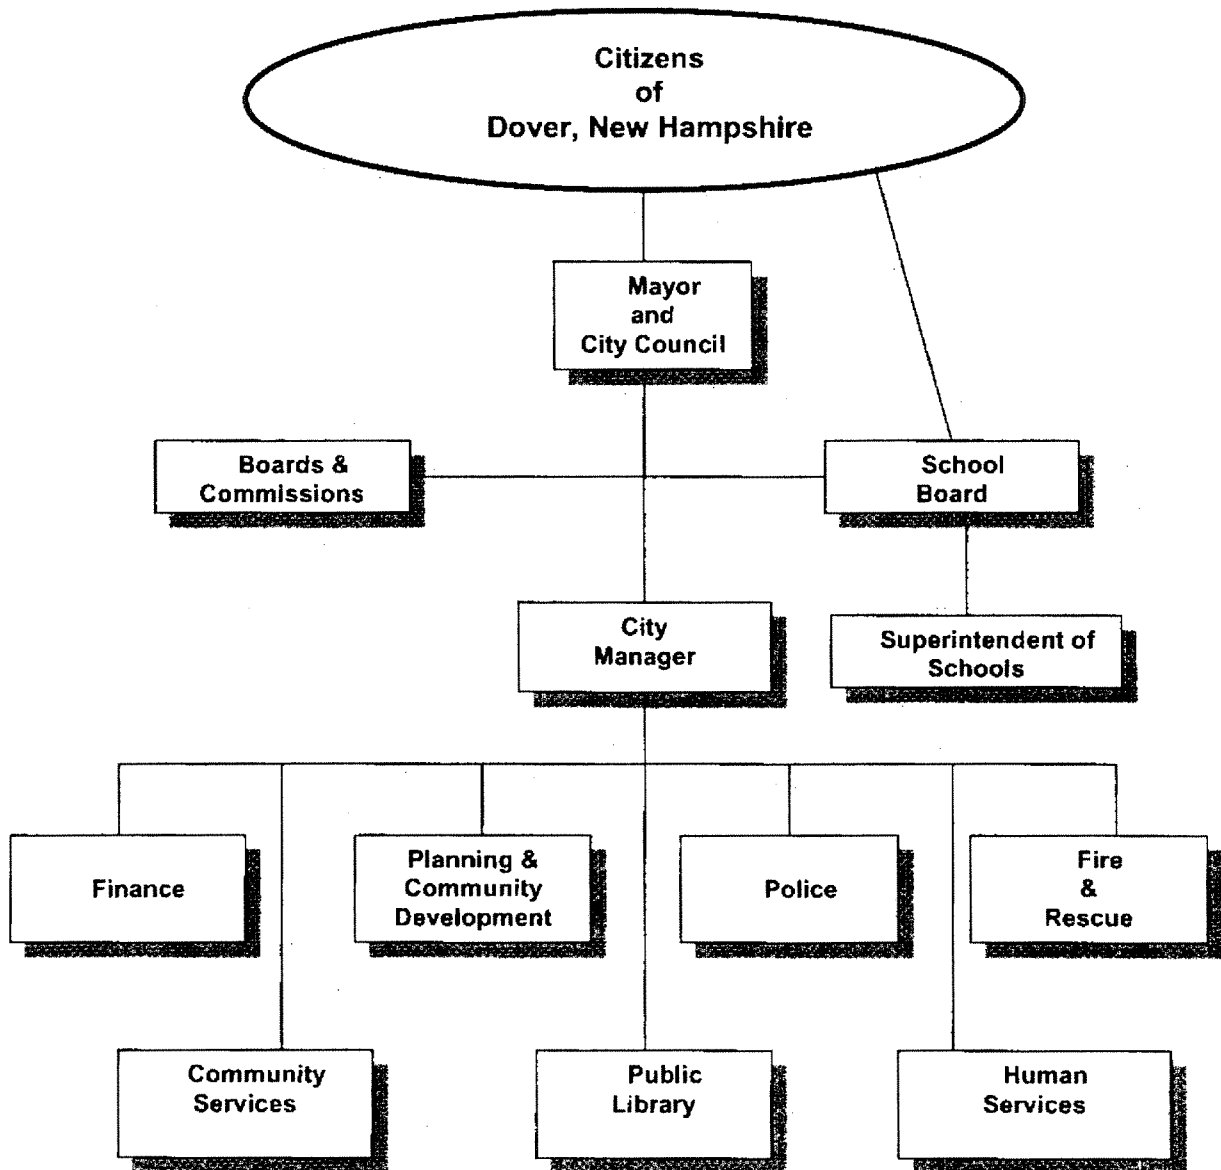 Citizens
of
Dover, New Hampshire
Mayor
and
City Council
Boards &
Commissions
School
Board
City
Manager
Superintendent of
Schools
Finance
Planning &
Community
Development
Police
Fire
&
Rescue
Community
Services
Public
Library
Human
Services